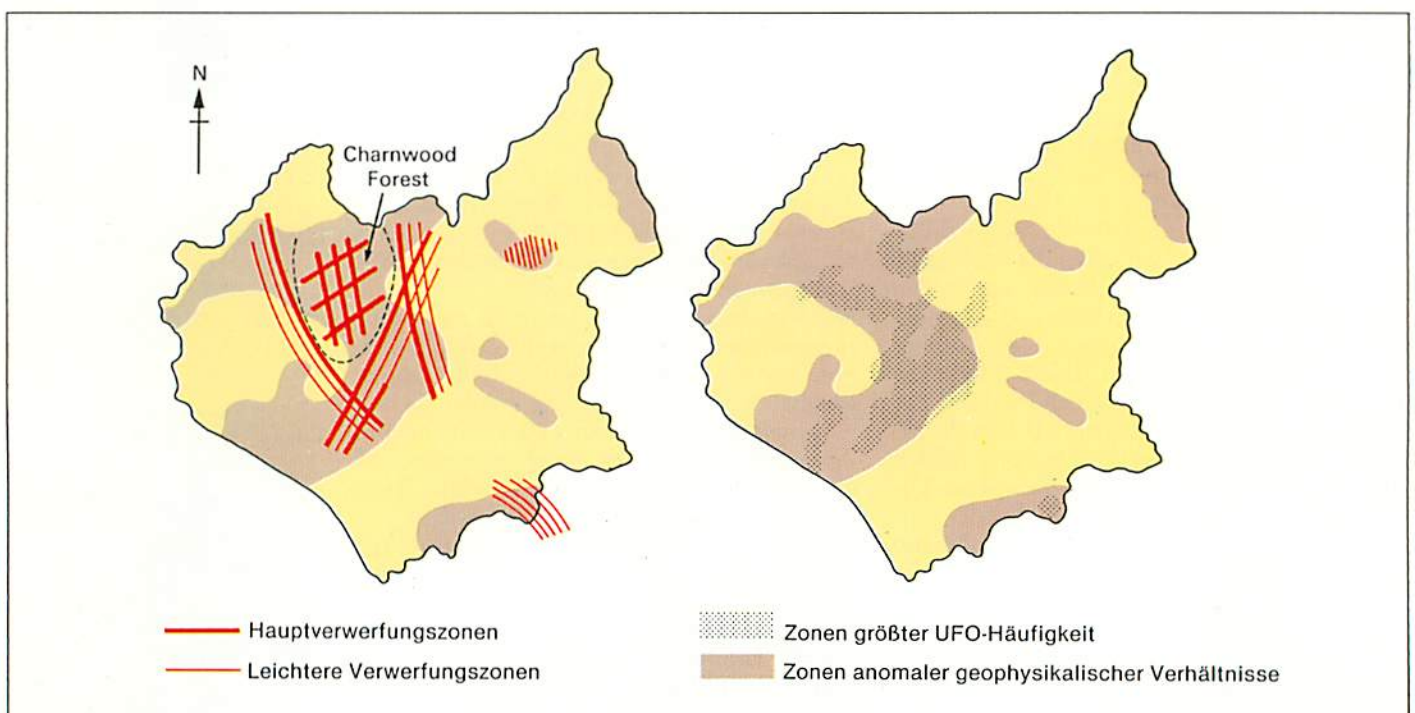 N
Charnwood
Forest
Hauptverwerfungszonen
Leichtere Verwerfungszonen
Zonen größter UFO-Häufigkeit
Zonen anomaler geophysikalischer Verhältnisse